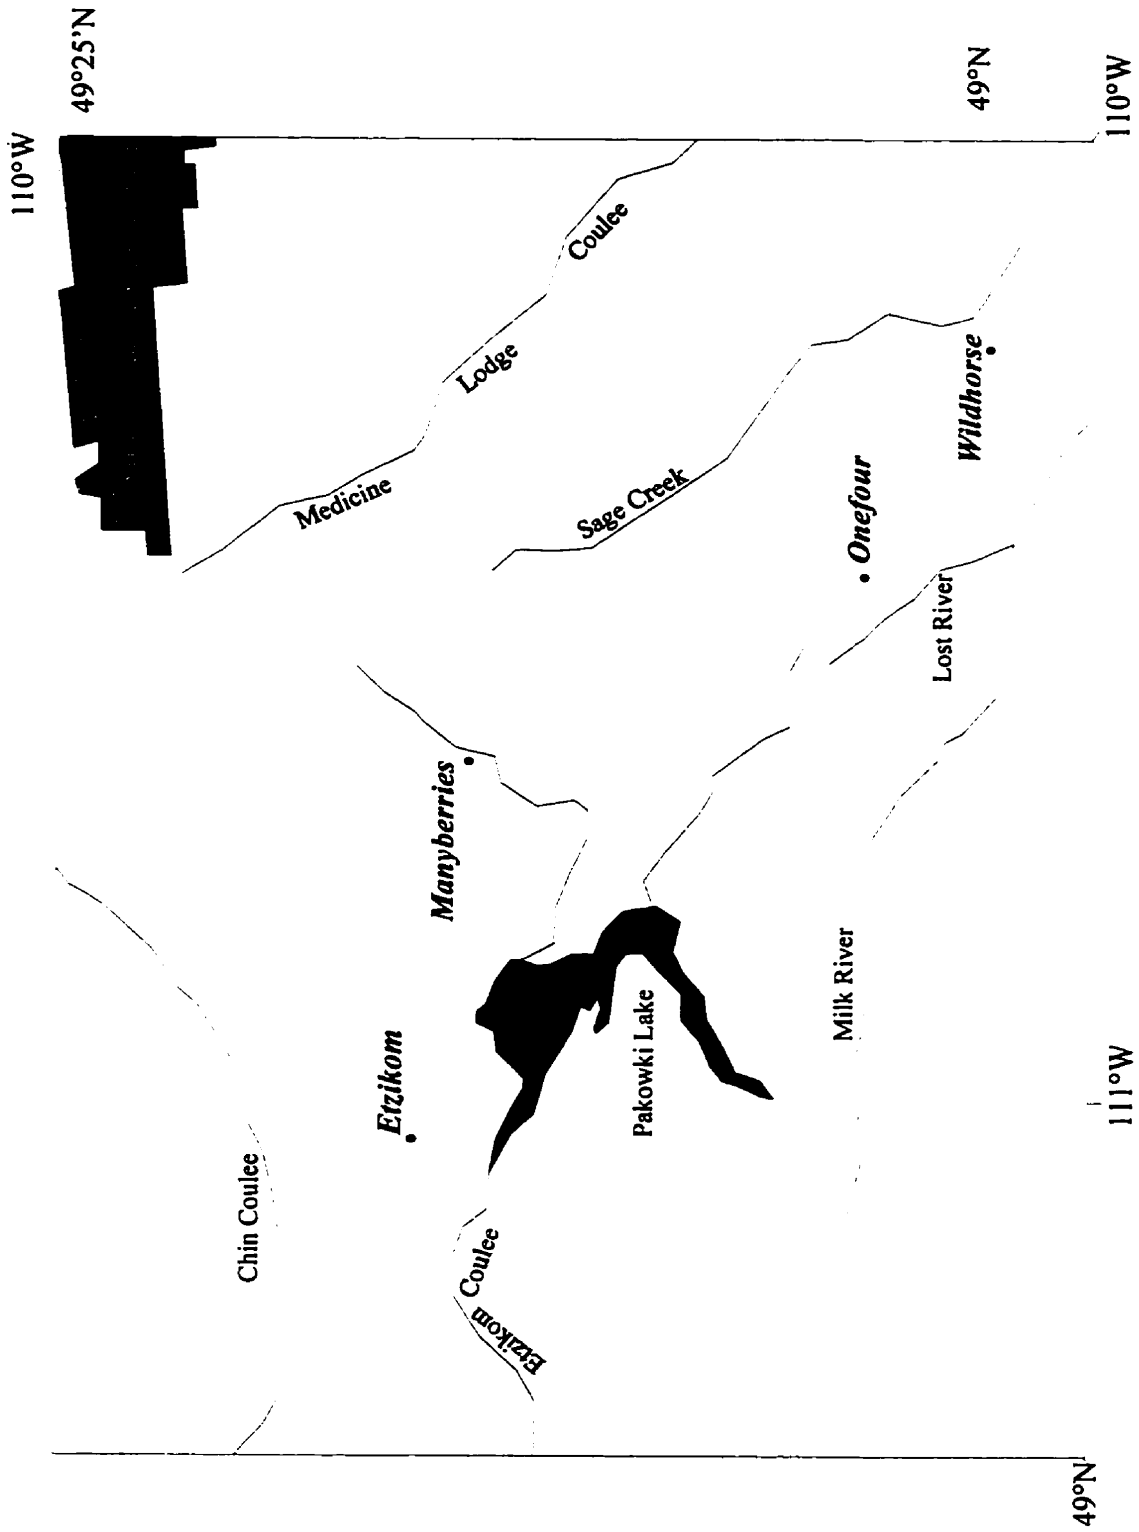 110°W
49°25'N
Medicine
Lodge
Coulee
Chin Coulee
Etzikom
Manyberries
Sage Creek
Etzikom
Coulee
Pakowki Lake
Onefour
Wildhorse
Milk River
Lost River
49°N
49°N
111°W
110°W